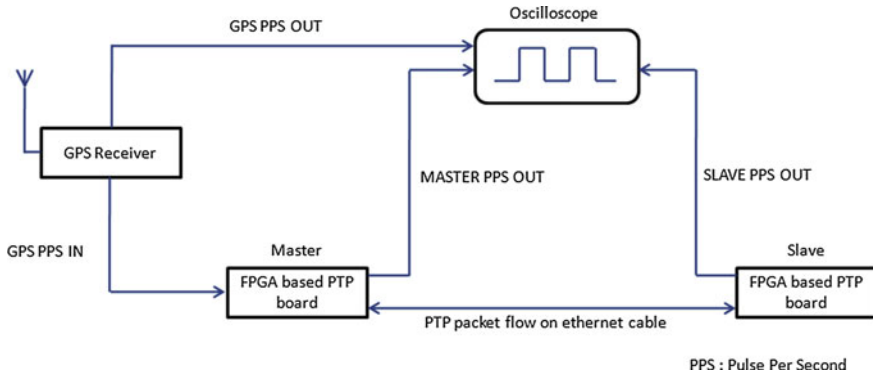 Oscilloscope
GPS PPS OUT
GPS Receiver
MASTER PPS OUT
SLAVE PPS OUT
GPS PPS IN
Master
FPGA based PTP
board
Slave
FPGA based PTP
board
PTP packet flow on ethernet cable
PPS : Pulse Per Second